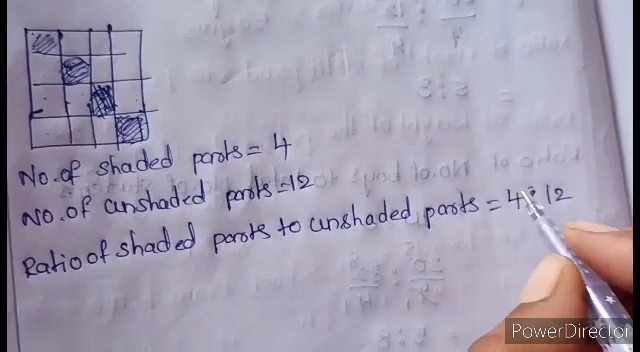 No. of shaded parts = 4
No. of unshaded parts = 12
Ratio of shaded parts to unshaded parts = 4:12
PowerDirector